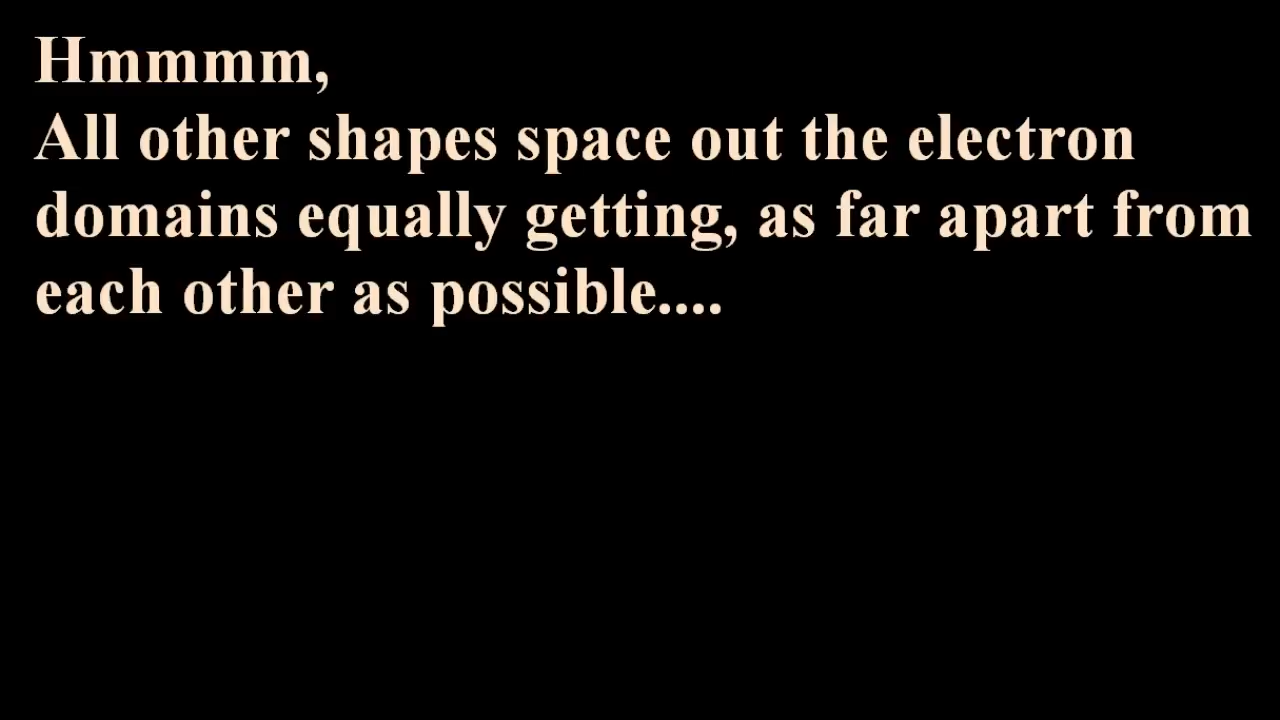 Hmmmm,
All other shapes space out the electron
domains equally getting, as far apart from
each other as possible....